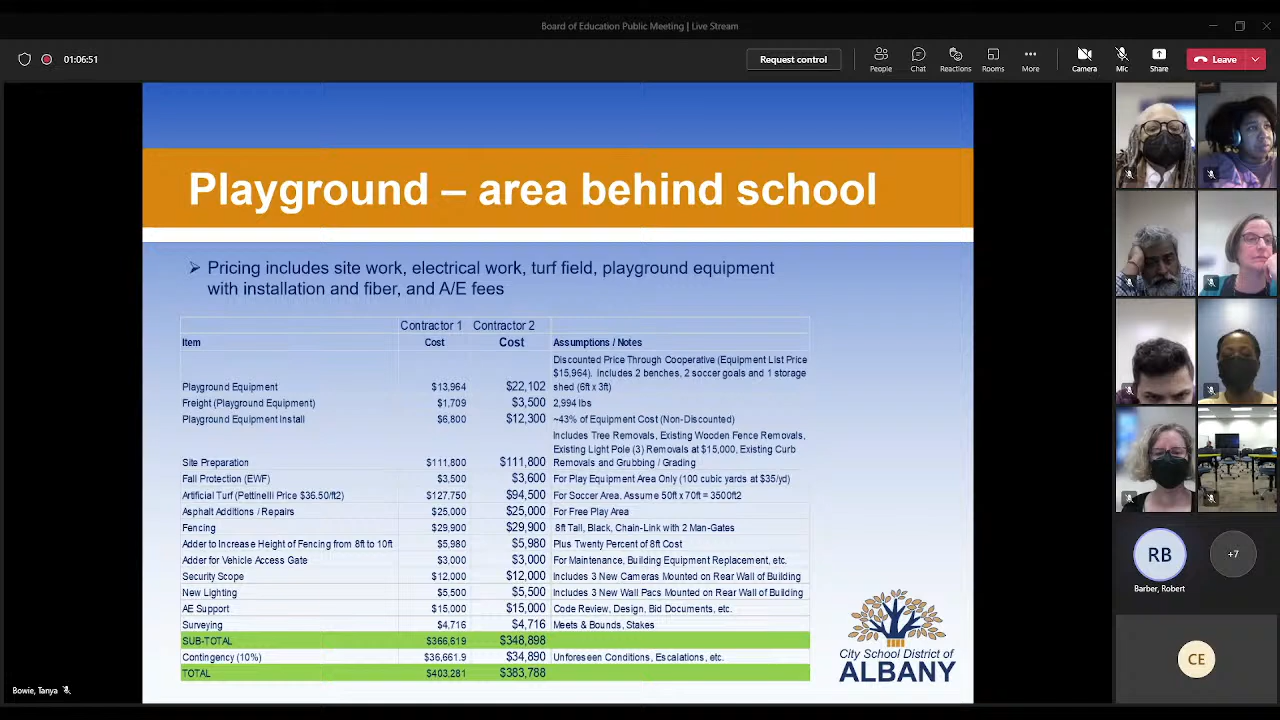 Board of Education Public Meeting | Live Stream
01:06:51
Request control
People
Chat
Reactions
Rooms
More
Camera
Mic
Share
Leave
Playground – area behind school
Pricing includes site work, electrical work, turf field, playground equipment
with installation and fiber, and A/E fees
Contractor 1 Contractor 2
Item Cost Cost Assumptions / Notes
Discounted Price Through Cooperative (Equipment List Price
$15,964). Includes 2 benches, 2 soccer goals and 1 storage
Playground Equipment $13,964 $22,102 shed (6ft x 3ft)
Freight (Playground Equipment) $1,709 $3,500 2,994 lbs
Playground Equipment Install $6,800 $12,300 ~43% of Equipment Cost (Non-Discounted)
Includes Tree Removals, Existing Wooden Fence Removals,
Existing Light Pole (3) Removals at $15,000, Existing Curb
Site Preparation $111,800 $111,800 Removals and Grubbing / Grading
Fall Protection (EWF) $3,500 $3,600 For Play Equipment Area Only (100 cubic yards at $35/yd)
Artificial Turf (Pettinelli Price $36.50/ft2) $127,750 $94,500 For Soccer Area, Assume 50ft x 70ft = 3500ft2
Asphalt Additions / Repairs $25,000 $25,000 For Free Play Area
Fencing $29,900 $29,900 8ft Tall, Black, Chain-Link with 2 Man-Gates
Adder to Increase Height of Fencing from 8ft to 10ft $5,980 $5,980 Plus Twenty Percent of 8ft Cost
Adder for Vehicle Access Gate $3,000 $3,000 For Maintenance, Building Equipment Replacement, etc.
Security Scope $12,000 $12,000 Includes 3 New Cameras Mounted on Rear Wall of Building
New Lighting $5,500 $5,500 Includes 3 New Wall Pacs Mounted on Rear Wall of Building
AE Support $15,000 $15,000 Code Review, Design, Bid Documents, etc.
Surveying $4,716 $4,716 Meets & Bounds, Stakes
SUB-TOTAL $366,619 $348,898
Contingency (10%) $36,661.9 $34,890 Unforeseen Conditions, Escalations, etc.
TOTAL $403,281 $383,788
City School District of
ALBANY
RB
+7
Barber, Robert
CE
Bowie, Tanya